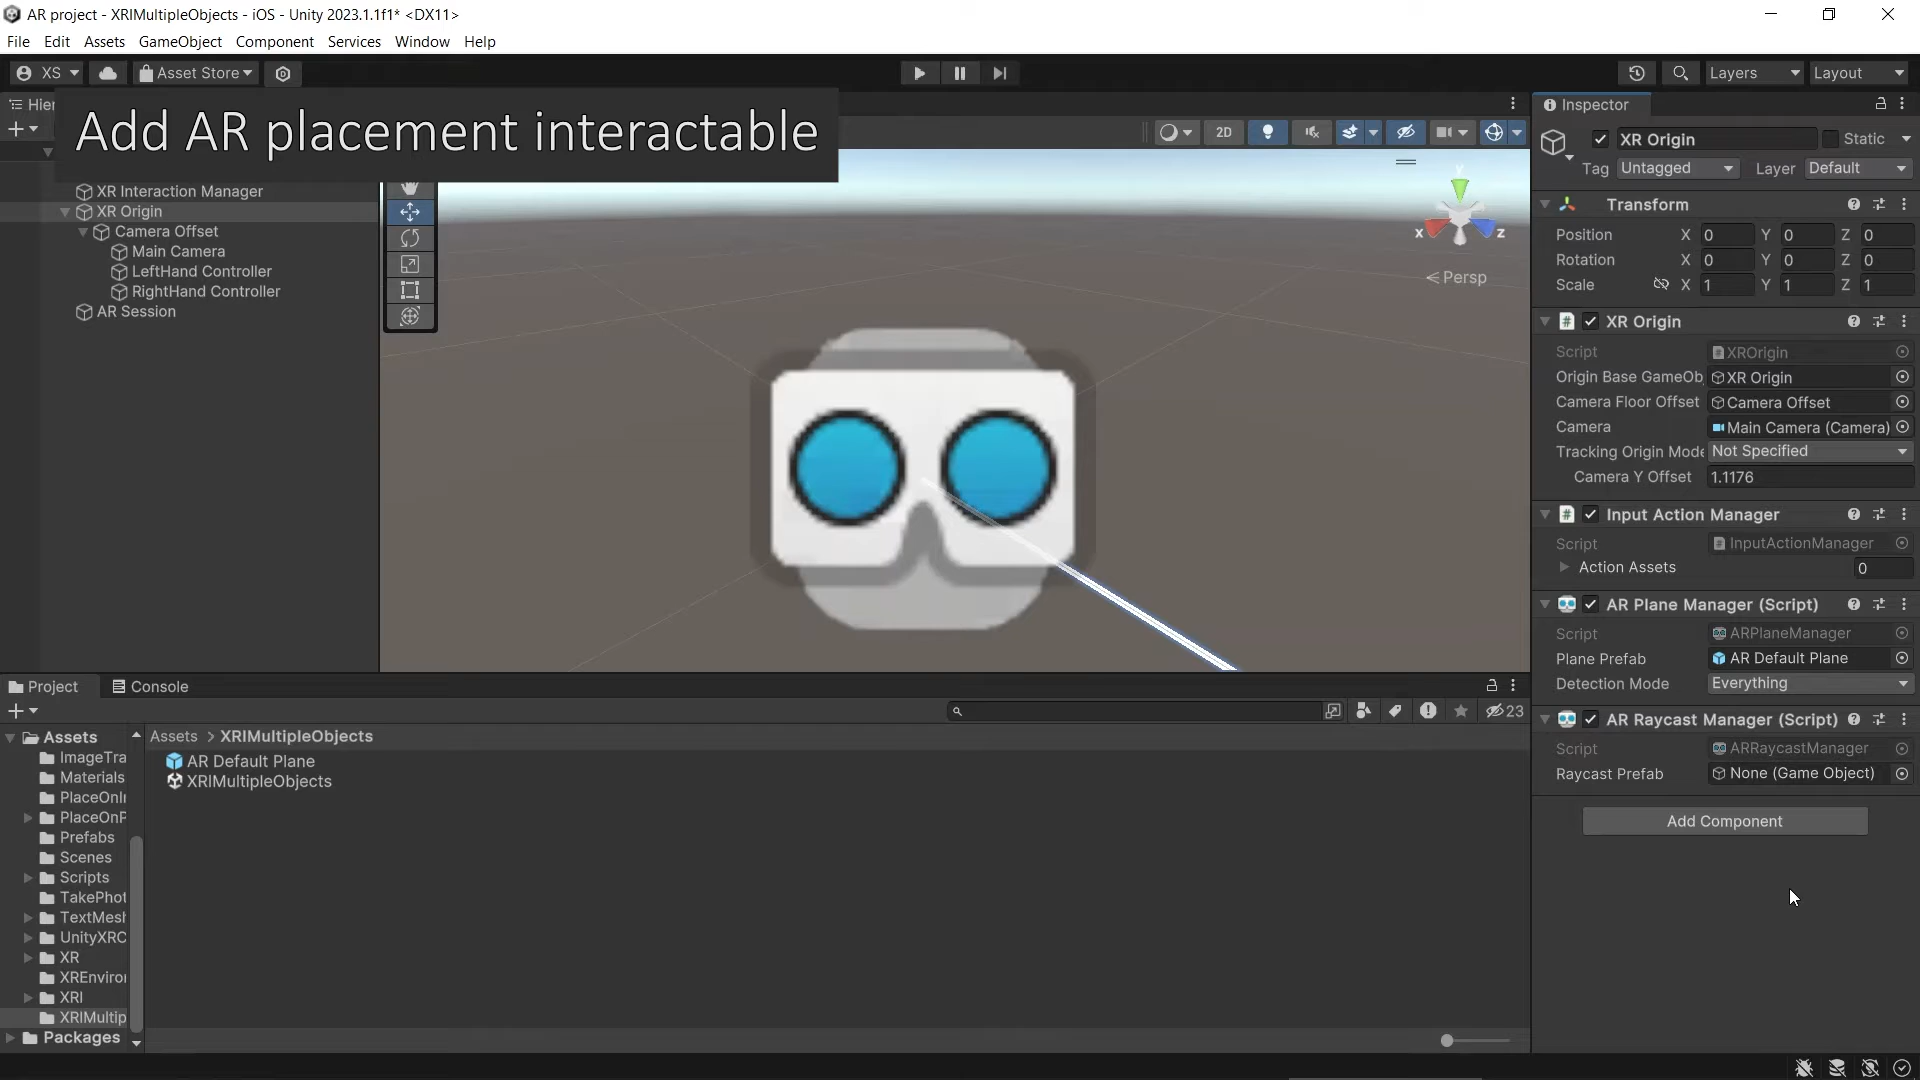 AR project - XRIMultipleObjects - iOS - Unity 2023.1.1f1* <DX11>
File Edit Assets GameObject Component Services Window Help
XS Asset Store Layers Layout
Hier
Add AR placement interactable
2D
XR Interaction Manager
XR Origin
Camera Offset
Main Camera
LeftHand Controller
RightHand Controller
AR Session
y
x
z
Persp
Inspector
XR Origin Static
Tag Untagged Layer Default
Transform
Position X 0 Y 0 Z 0
Rotation X 0 Y 0 Z 0
Scale X 1 Y 1 Z 1
XR Origin
Script XROrigin
Origin Base GameOb XR Origin
Camera Floor Offset Camera Offset
Camera Main Camera (Camera)
Tracking Origin Mode Not Specified
Camera Y Offset 1.1176
Input Action Manager
Script InputActionManager
Action Assets 0
AR Plane Manager (Script)
Script ARPlaneManager
Plane Prefab AR Default Plane
Detection Mode Everything
AR Raycast Manager (Script)
Script ARRaycastManager
Raycast Prefab None (Game Object)
Add Component
Project Console
23
Assets
ImageTra
Materials
PlaceOnI
PlaceOnP
Prefabs
Scenes
Scripts
TakePhot
TextMesh
UnityXRC
XR
XREnviro
XRI
XRIMultip
Packages
Assets > XRIMultipleObjects
AR Default Plane
XRIMultipleObjects